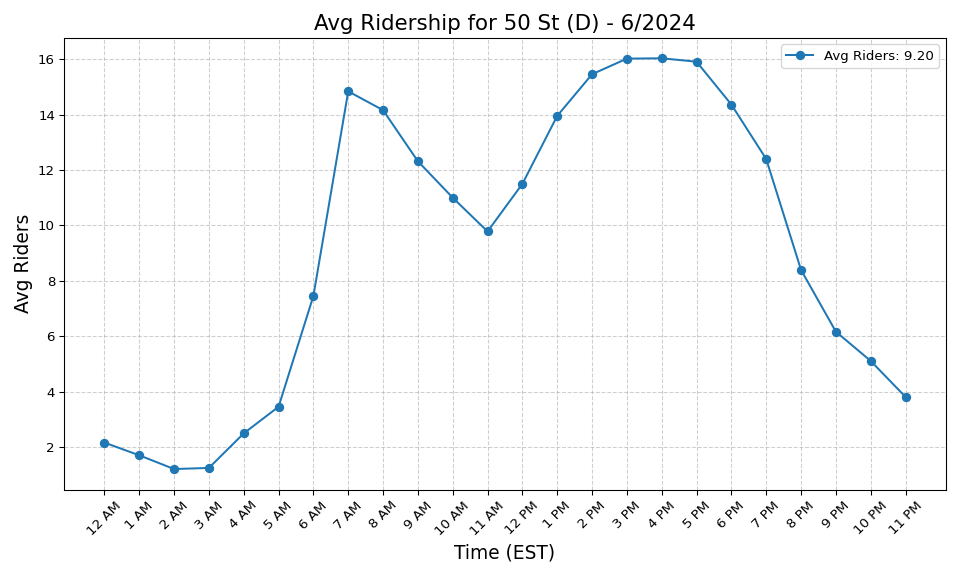 Avg Ridership for 50 St (D) - 6/2024
Avg Riders: 9.20
Avg Riders
16
14
12
10
8
6
4
2
12 AM
1 AM
2 AM
3 AM
4 AM
5 AM
6 AM
7 AM
8 AM
9 AM
10 AM
11 AM
12 PM
1 PM
2 PM
3 PM
4 PM
5 PM
6 PM
7 PM
8 PM
9 PM
10 PM
11 PM
Time (EST)